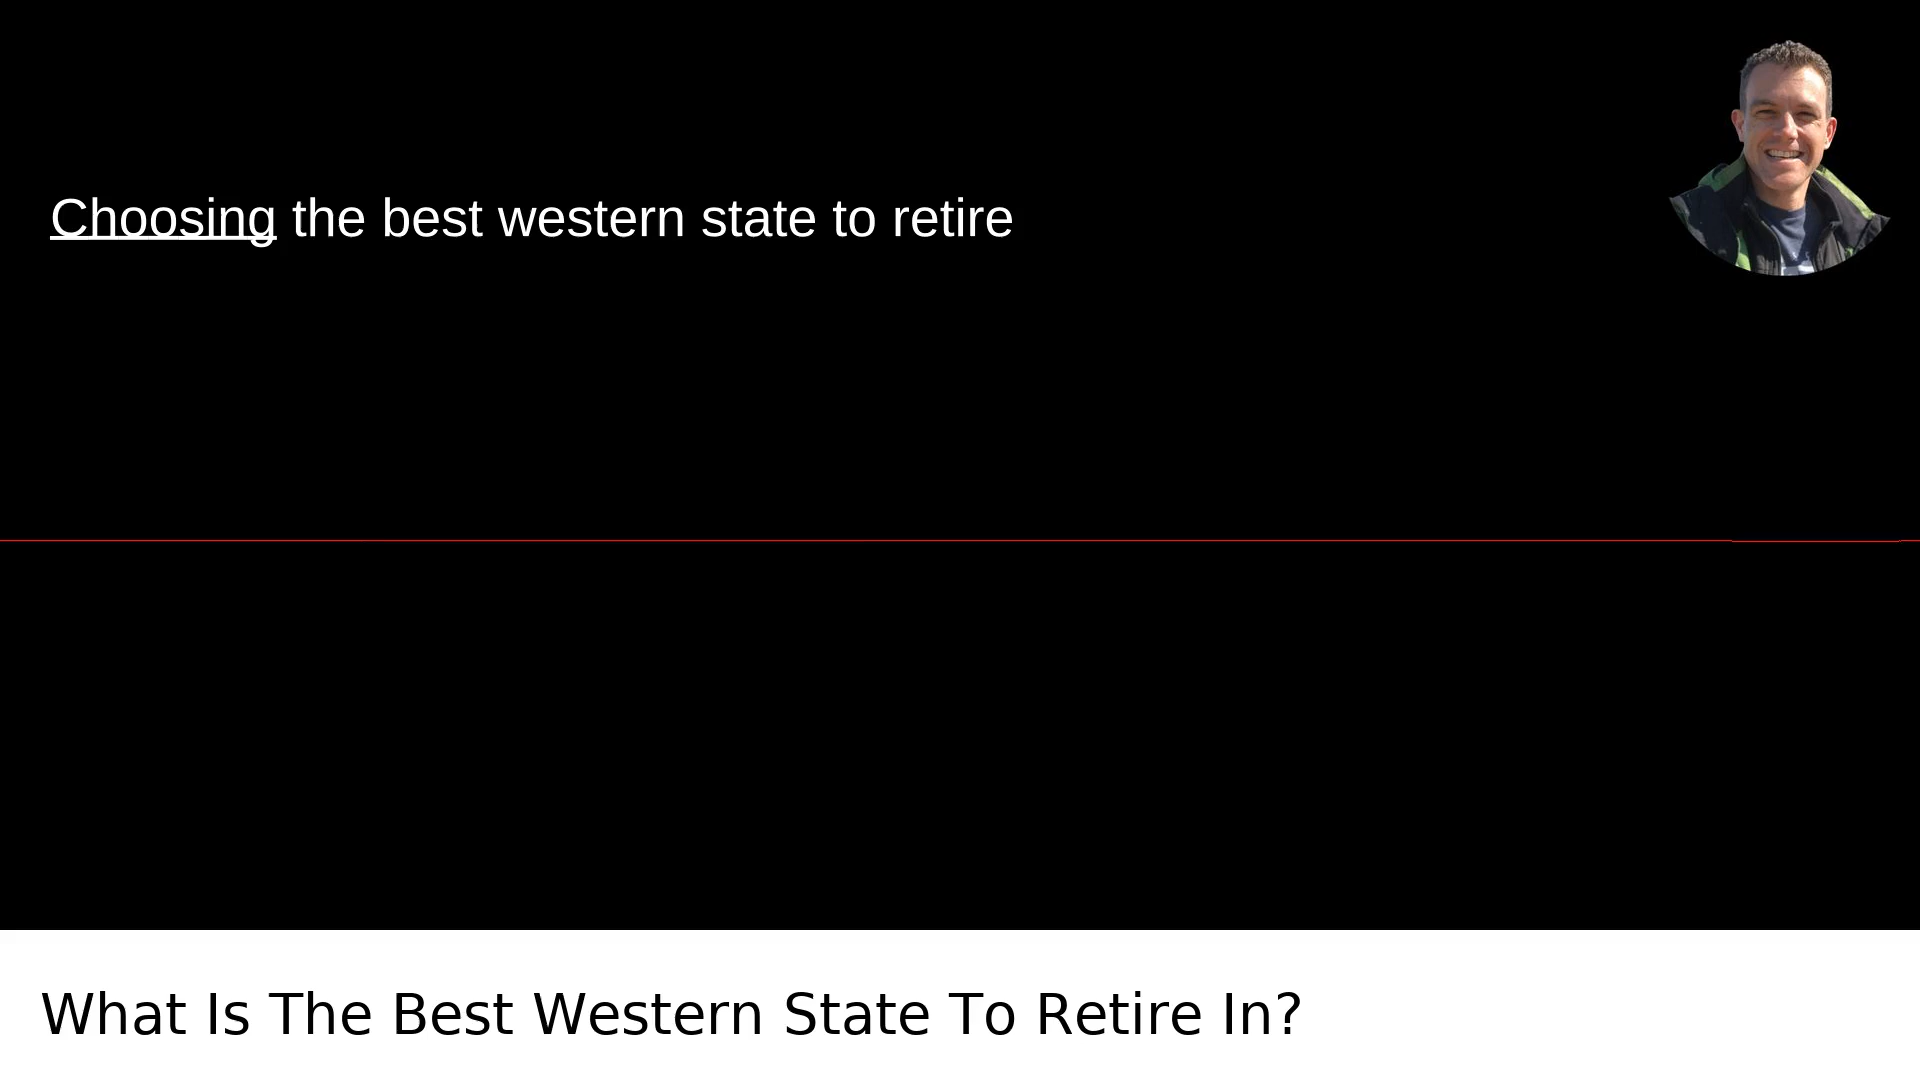 Choosing the best western state to retire
What Is The Best Western State To Retire In?